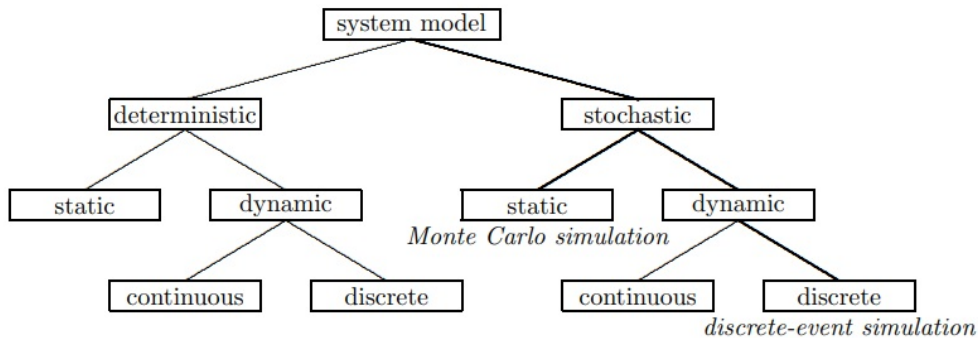 system model
deterministic
stochastic
static
dynamic
static
dynamic
Monte Carlo simulation
continuous
discrete
continuous
discrete
discrete-event simulation